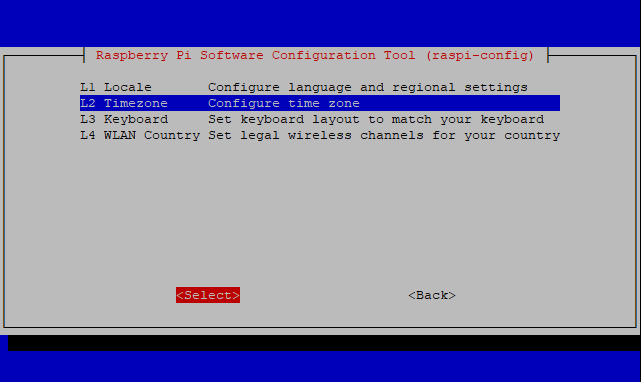 Raspberry Pi Software Configuration Tool (raspi-config)
L1 Locale Configure language and regional settings
L2 Timezone Configure time zone
L3 Keyboard Set keyboard layout to match your keyboard
L4 WLAN Country Set legal wireless channels for your country
<Select> <Back>